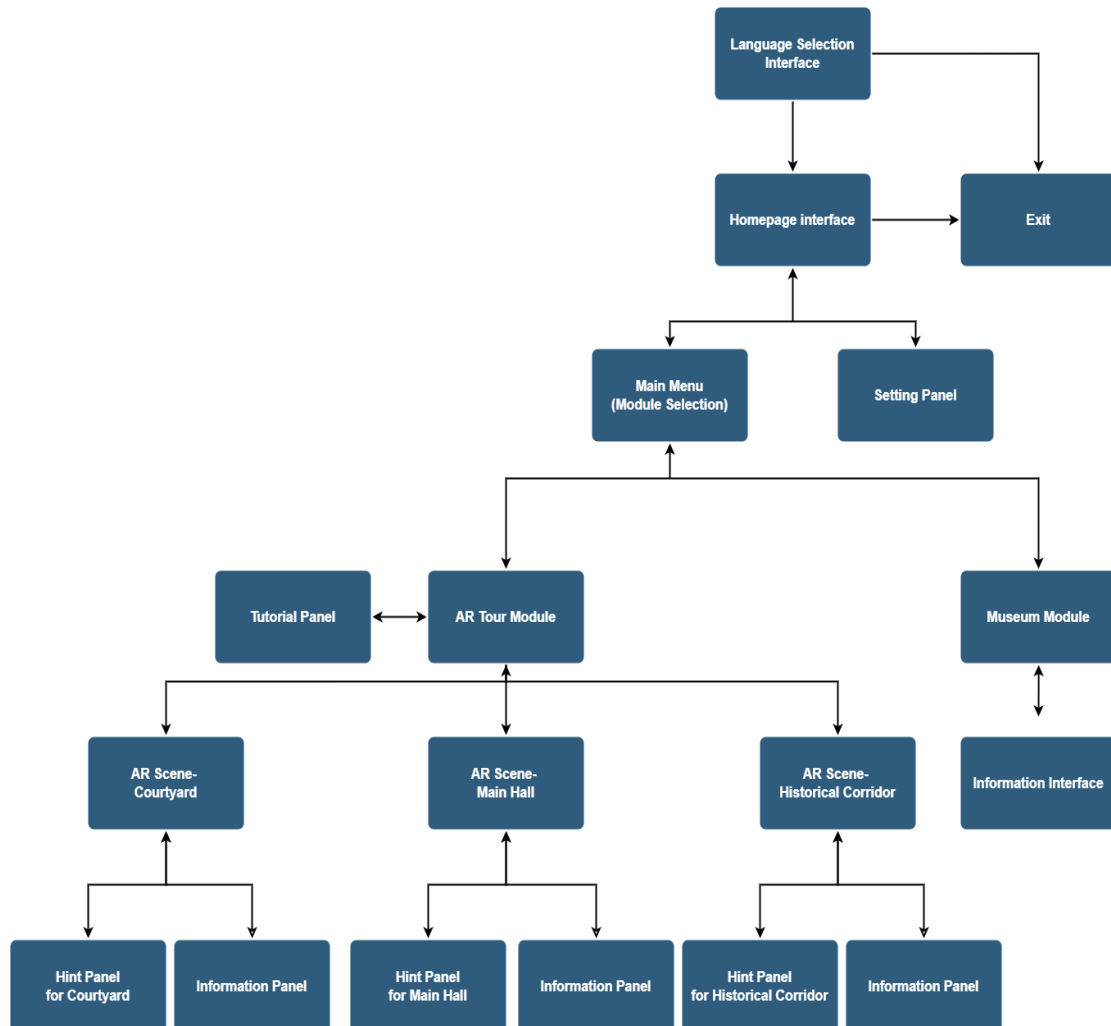 Language Selection
Interface
Homepage interface
Exit
Main Menu
(Module Selection)
Setting Panel
Tutorial Panel
AR Tour Module
Museum Module
AR Scene-
Courtyard
AR Scene-
Main Hall
AR Scene-
Historical Corridor
Information Interface
Hint Panel
for Courtyard
Information Panel
Hint Panel
for Main Hall
Information Panel
Hint Panel
for Historical Corridor
Information Panel